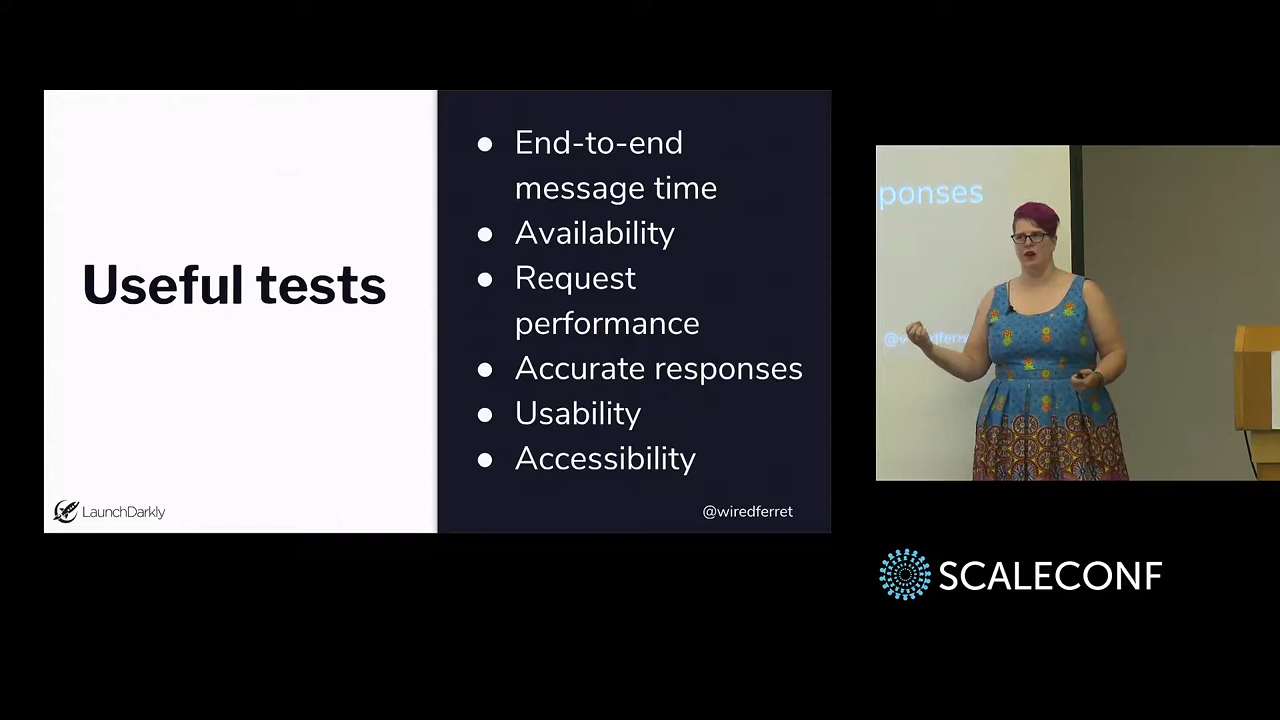 Useful tests
● End-to-end
message time
● Availability
● Request
performance
● Accurate responses
● Usability
● Accessibility
LaunchDarkly
@wiredferret
ponses
SCALECONF